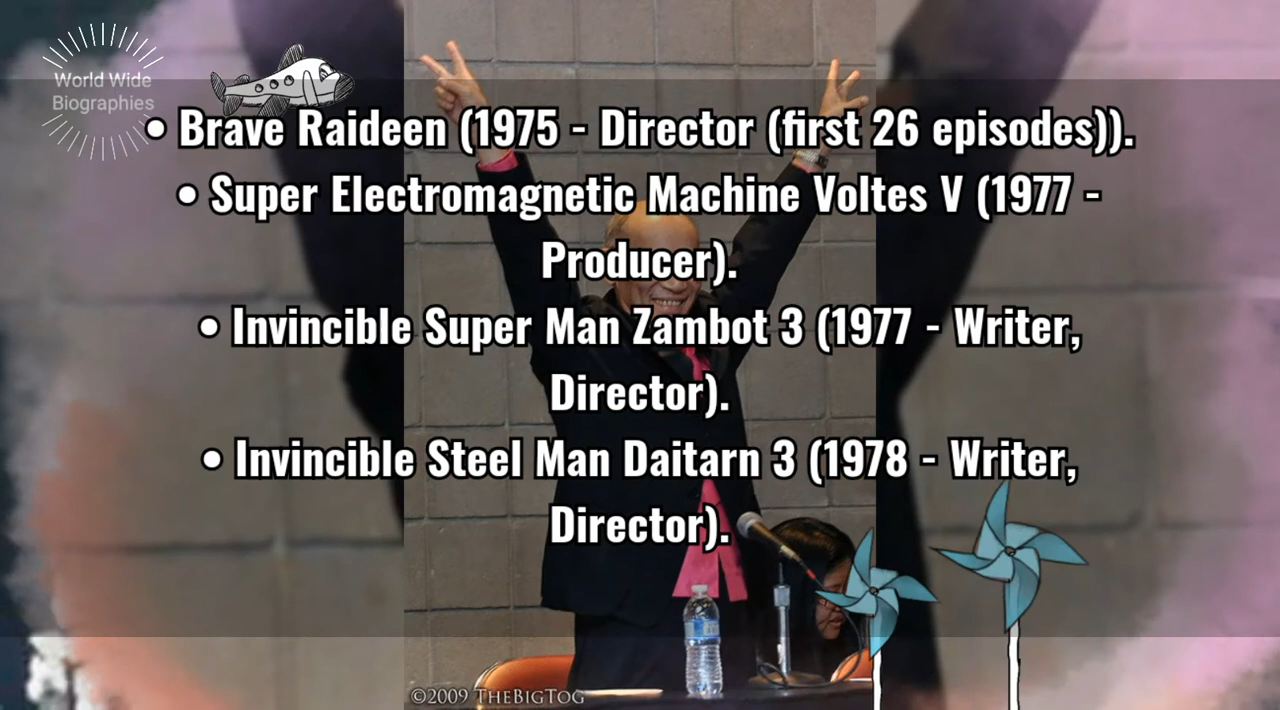 World Wide
Biographies
• Brave Raideen (1975 - Director (first 26 episodes)).
• Super Electromagnetic Machine Voltes V (1977 -
Producer).
• Invincible Super Man Zambot 3 (1977 - Writer,
Director).
• Invincible Steel Man Daitarn 3 (1978 - Writer,
Director).
©2009 TheBigTog